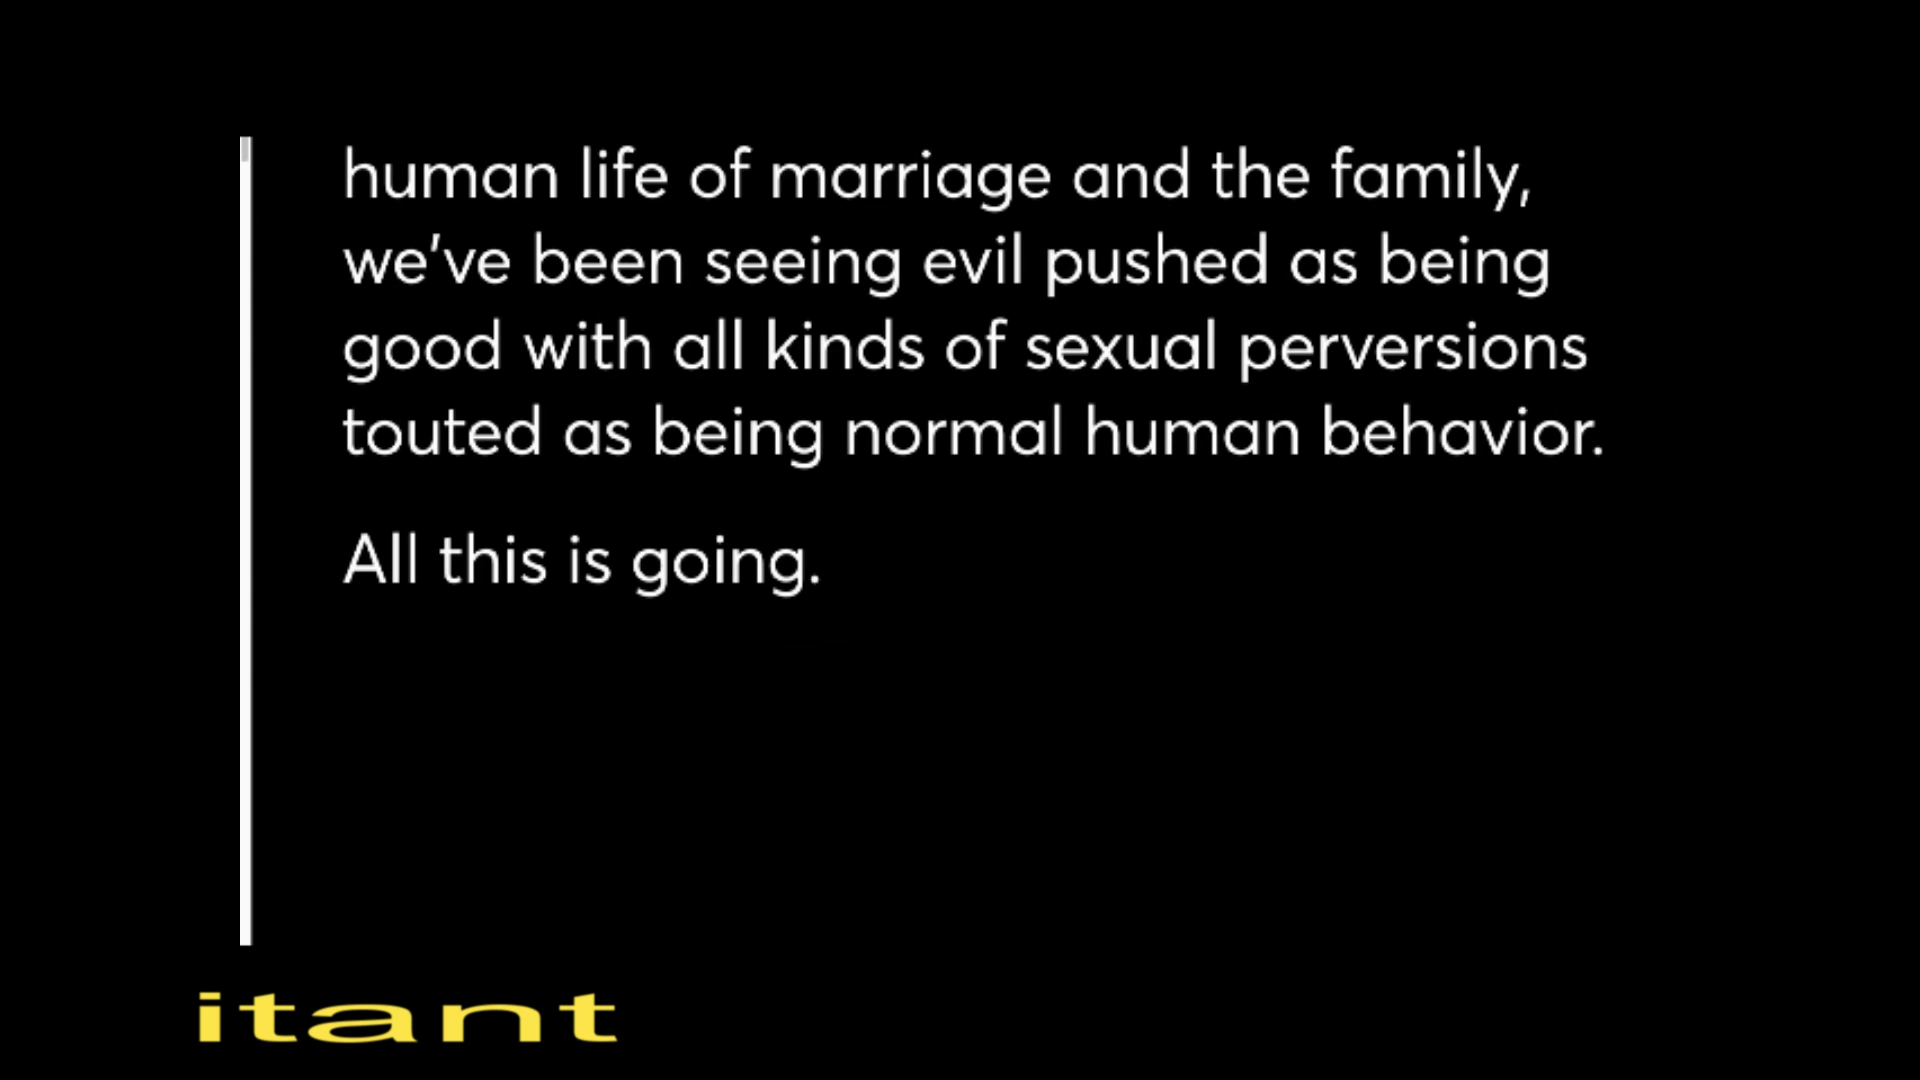 human life of marriage and the family,
we've been seeing evil pushed as being
good with all kinds of sexual perversions
touted as being normal human behavior.
All this is going.
itant